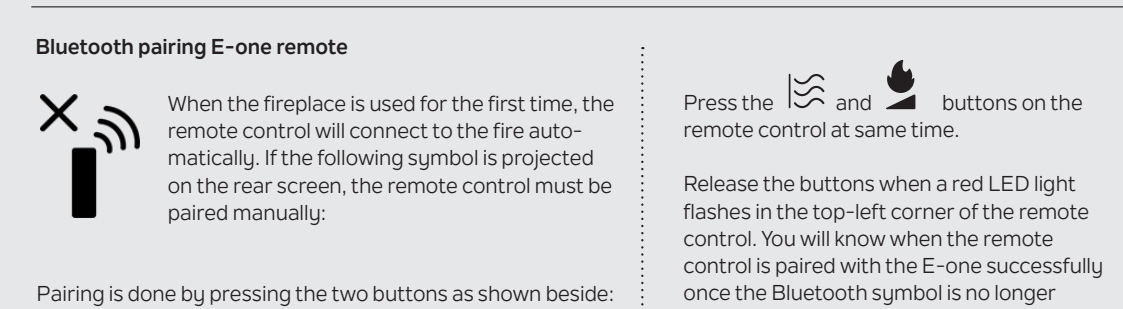 Bluetooth pairing E-one remote
When the fireplace is used for the first time, the
remote control will connect to the fire auto-
matically. If the following symbol is projected
on the rear screen, the remote control must be
paired manually:
Pairing is done by pressing the two buttons as shown beside:
Press the and buttons on the
remote control at same time.
Release the buttons when a red LED light
flashes in the top-left corner of the remote
control. You will know when the remote
control is paired with the E-one successfully
once the Bluetooth symbol is no longer